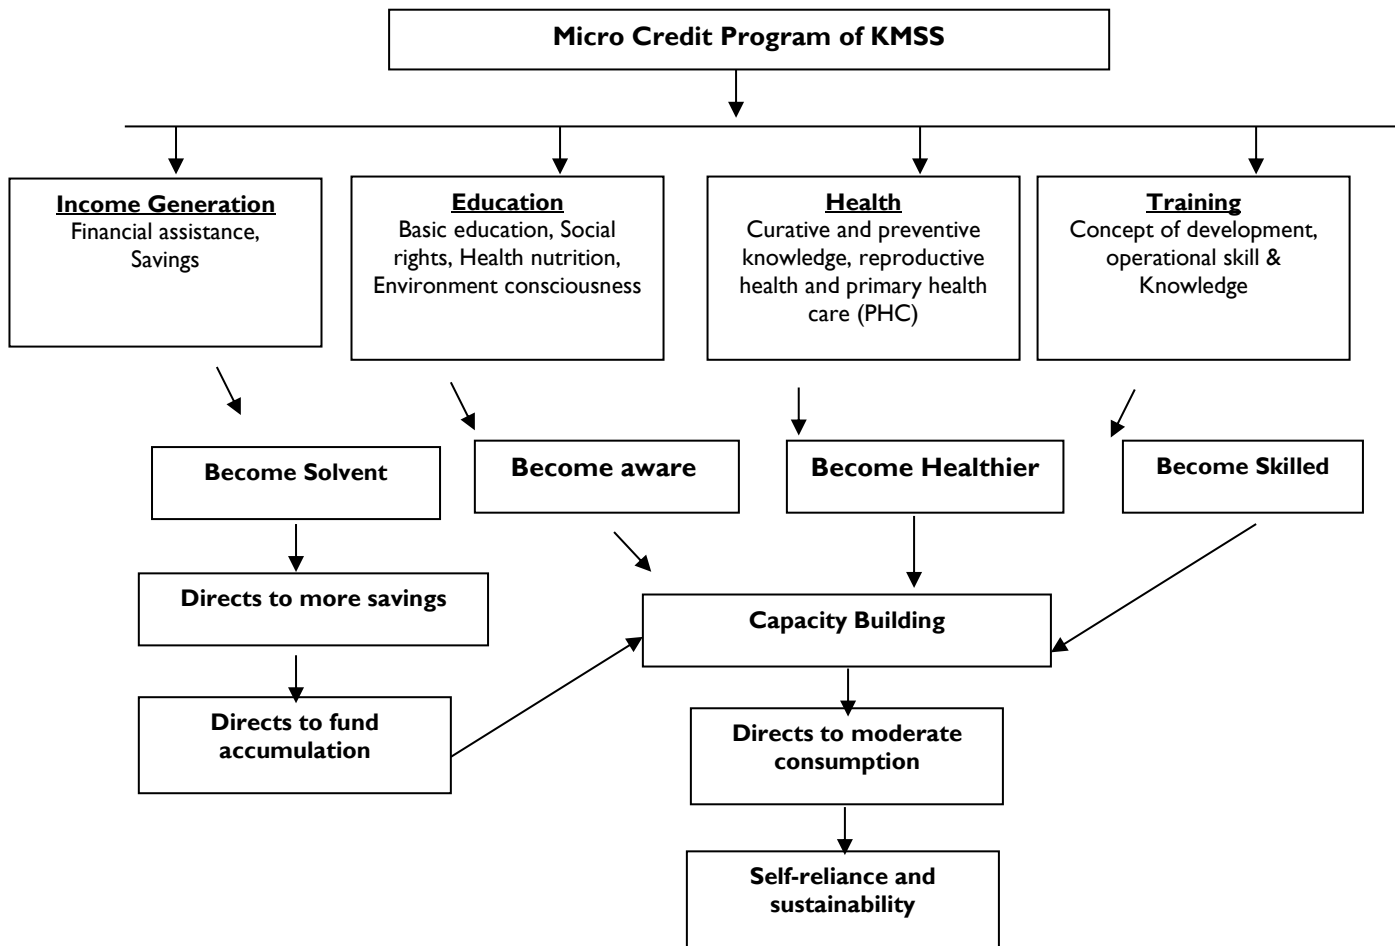 Micro Credit Program of KMSS
Income Generation
Financial assistance,
Savings
Education
Basic education, Social
rights, Health nutrition,
Environment consciousness
Health
Curative and preventive
knowledge, reproductive
health and primary health
care (PHC)
Training
Concept of development,
operational skill &
Knowledge
Become Solvent
Become aware
Become Healthier
Become Skilled
Directs to more savings
Capacity Building
Directs to fund
accumulation
Directs to moderate
consumption
Self-reliance and
sustainability